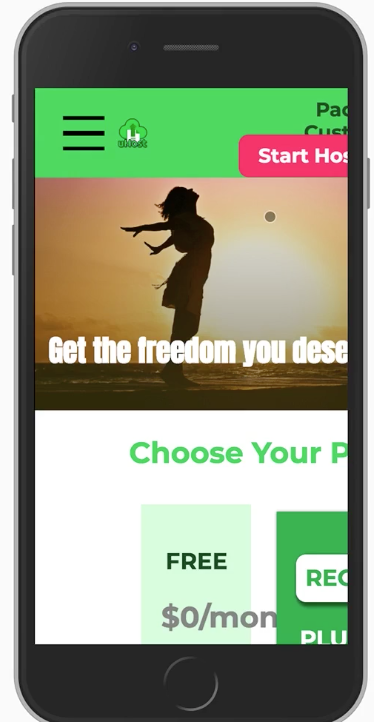 Pac
Cust
uHost
Start Hos
Get the freedom you dese
Choose Your P
FREE
$0/mon
REC
PLU